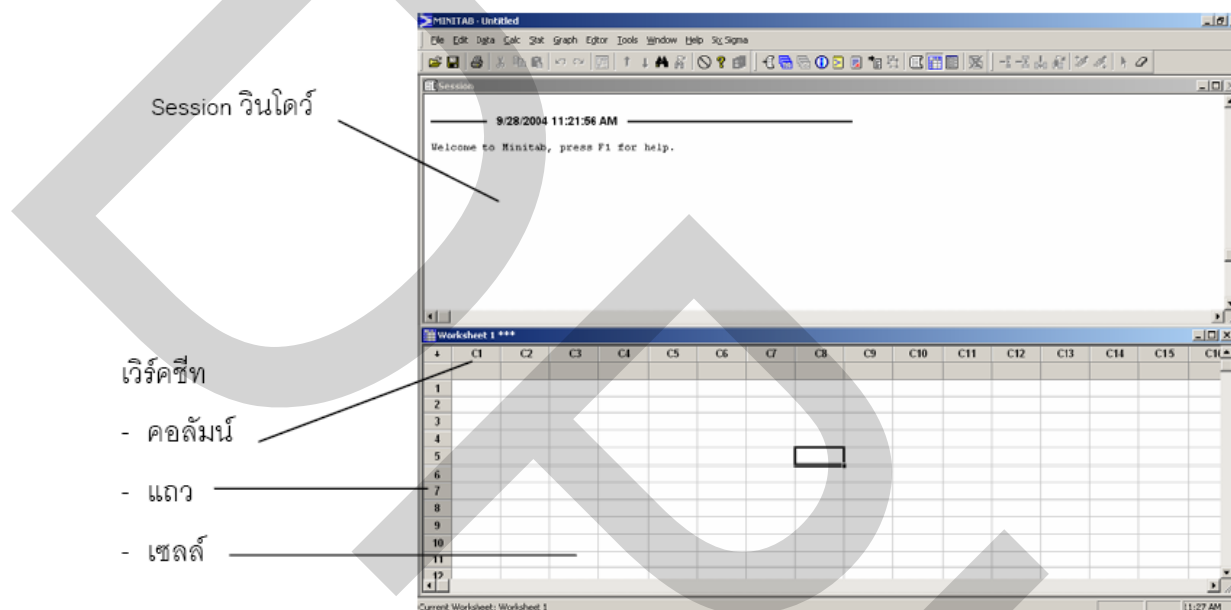 MINITAB - Untitled
File Edit Data Calc Stat Graph Editor Tools Window Help Six Sigma
Session
Session วินโดว์
9/28/2004 11:21:56 AM
Welcome to Minitab, press F1 for help.
Worksheet 1 ***
↓ C1 C2 C3 C4 C5 C6 C7 C8 C9 C10 C11 C12 C13 C14 C15 C16
เวิร์คชีท
1
2
3
- คอลัมน์
4
5
6
- แถว
7
8
9
10
- เซลล์
11
12
Current Worksheet: Worksheet 1 11:27 AM